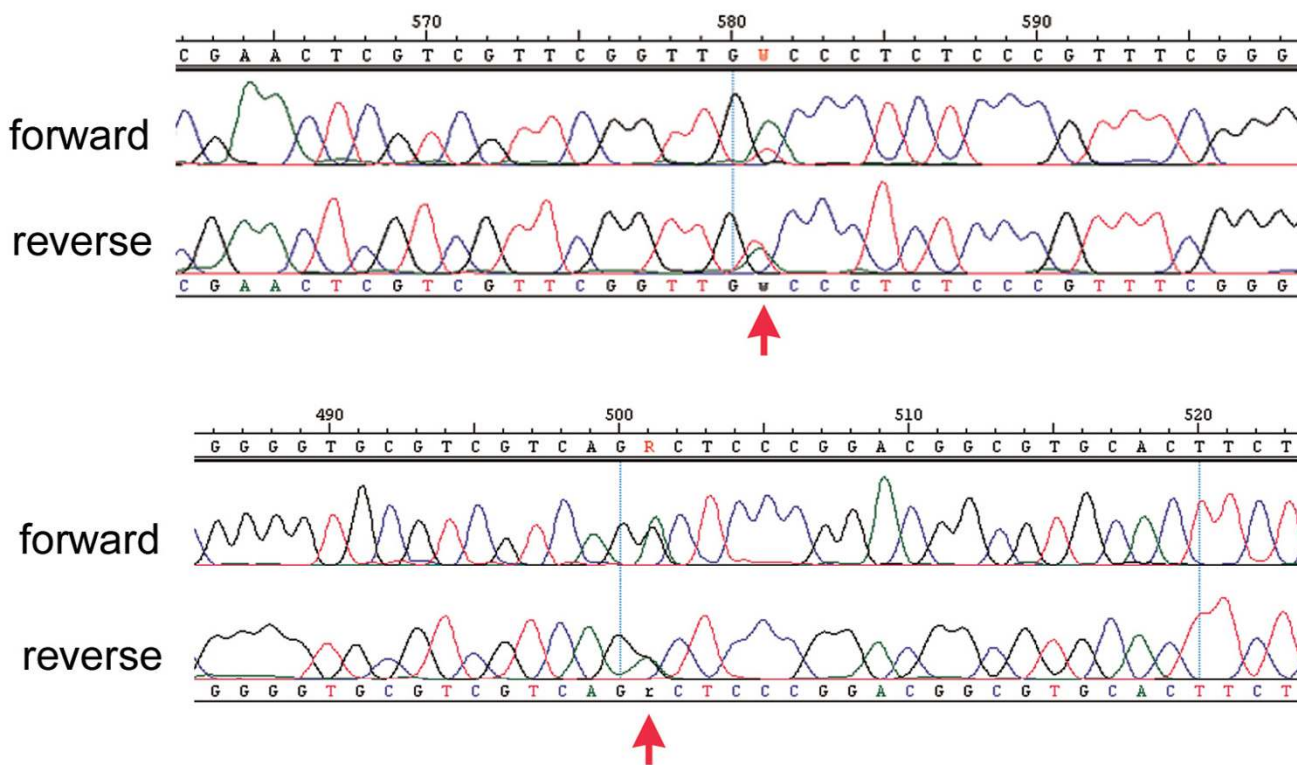 570 580 590
C G A A C T C G T C G T T C G G T T G W C C C T C T C C C G T T T C G G G
forward
reverse
C G A A C T C G T C G T T C G G T T G w C C C T C T C C C G T T T C G G G
490 500 510 520
G G G G T G C G T C G T C A G R C T C C C G G A C G G C G T G C A C T T C T
forward
reverse
G G G G T G C G T C G T C A G r C T C C C G G A C G G C G T G C A C T T C T